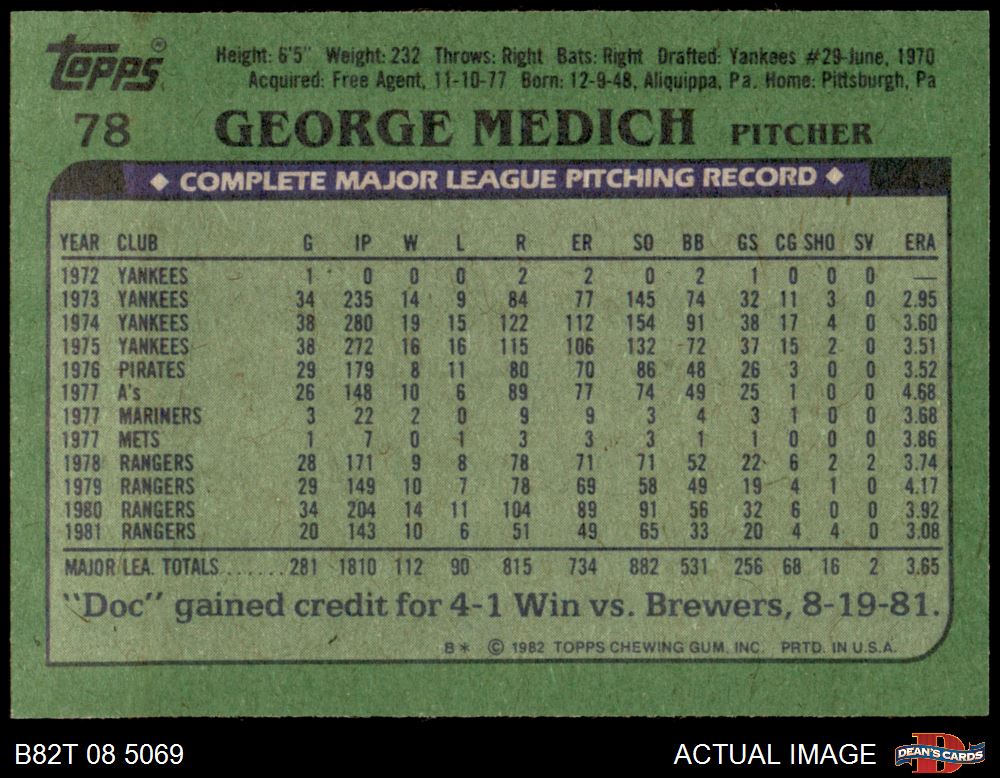 Topps®
Height: 6'5" Weight: 232 Throws: Right Bats: Right Drafted: Yankees #29-June, 1970
Acquired: Free Agent, 11-10-77 Born: 12-9-48, Aliquippa, Pa. Home: Pittsburgh, Pa
78 GEORGE MEDICH PITCHER
◆ COMPLETE MAJOR LEAGUE PITCHING RECORD ◆
YEAR CLUB G IP W L R ER SO BB GS CG SHO SV ERA
1972 YANKEES 1 0 0 0 2 2 0 2 1 0 0 0 —
1973 YANKEES 34 235 14 9 84 77 145 74 32 11 3 0 2.95
1974 YANKEES 38 280 19 15 122 112 154 91 38 17 4 0 3.60
1975 YANKEES 38 272 16 16 115 106 132 72 37 15 2 0 3.51
1976 PIRATES 29 179 8 11 80 70 86 48 26 3 0 0 3.52
1977 A's 26 148 10 6 89 77 74 49 25 1 0 0 4.68
1977 MARINERS 3 22 2 0 9 9 3 4 3 1 0 0 3.68
1977 METS 1 7 0 1 3 3 3 1 1 0 0 0 3.86
1978 RANGERS 28 171 9 8 78 71 71 52 22 6 2 2 3.74
1979 RANGERS 29 149 10 7 78 69 58 49 19 4 1 0 4.17
1980 RANGERS 34 204 14 11 104 89 91 56 32 6 0 0 3.92
1981 RANGERS 20 143 10 6 51 49 65 33 20 4 4 0 3.08
MAJOR LEA. TOTALS.......281 1810 112 90 815 734 882 531 256 68 16 2 3.65
"Doc" gained credit for 4-1 Win vs. Brewers, 8-19-81.
B* © 1982 TOPPS CHEWING GUM, INC. PRTD. IN U.S.A.
B82T 08 5069 ACTUAL IMAGE DEAN'S CARDS